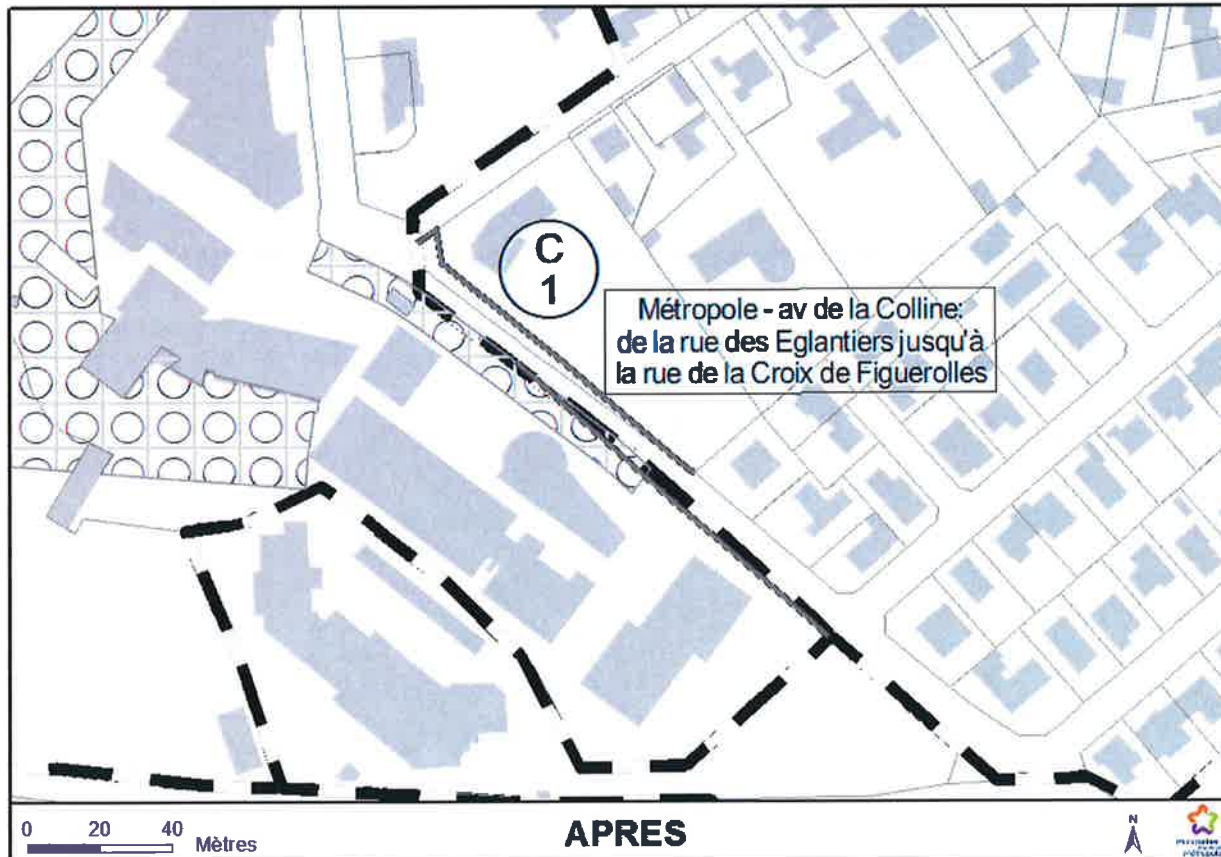 C
1
Métropole - av de la Colline:
de la rue des Eglantiers jusqu'à
la rue de la Croix de Figuerolles
0 20 40
Mètres
APRES
N